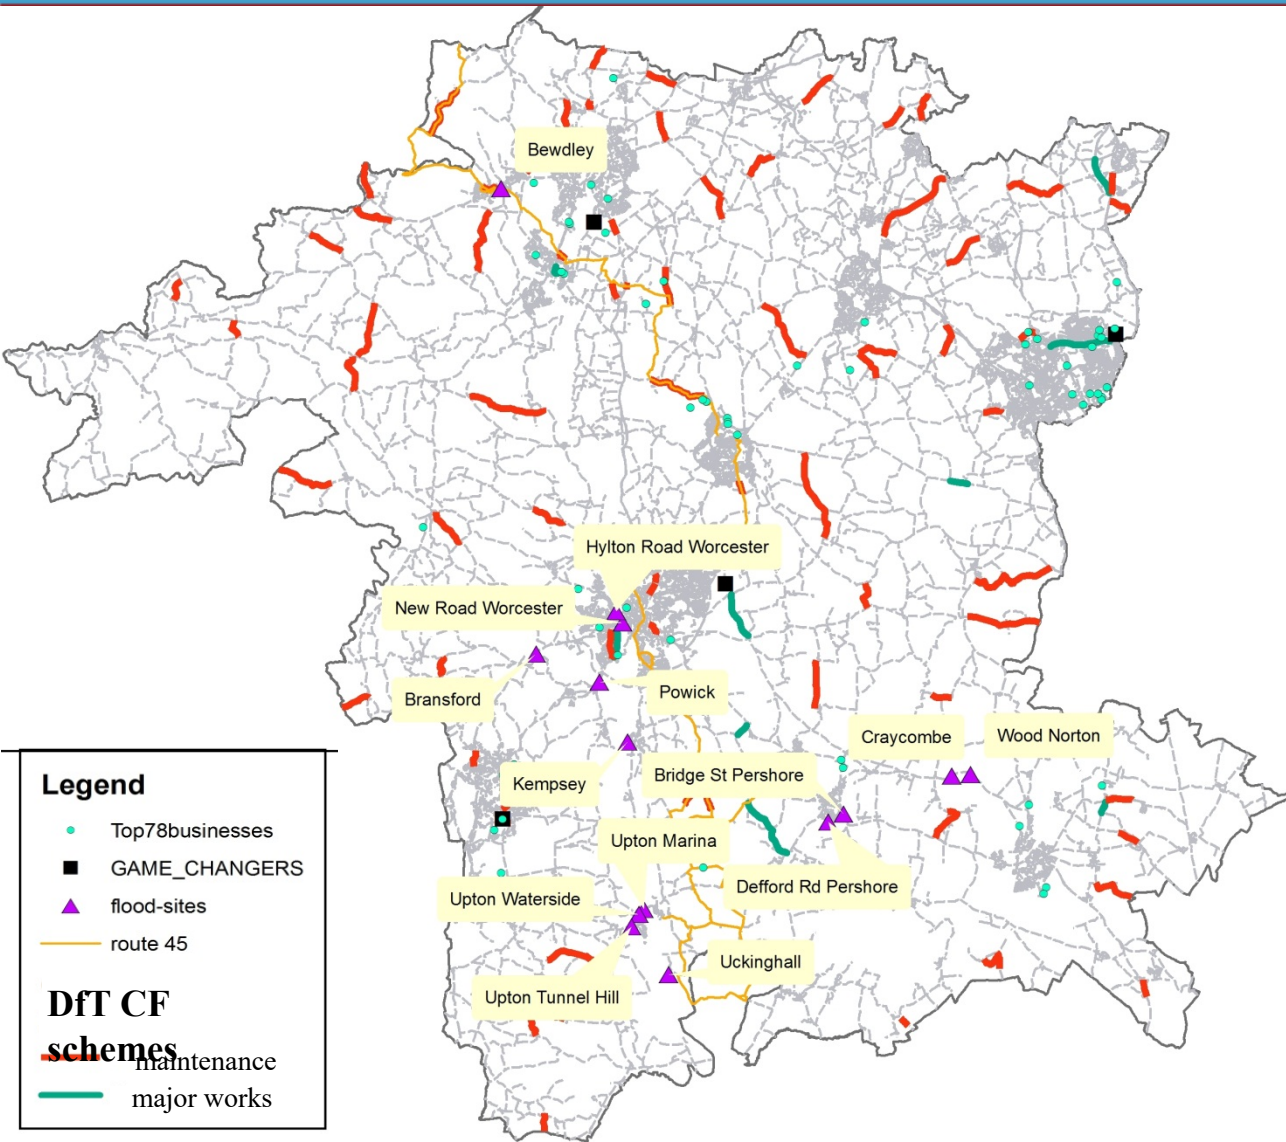 Bewdley
Hylton Road Worcester
New Road Worcester
Bransford
Powick
Craycombe
Wood Norton
Kempsey
Bridge St Pershore
Upton Marina
Defford Rd Pershore
Upton Waterside
Uckinghall
Upton Tunnel Hill
Legend
Top78businesses
GAME_CHANGERS
flood-sites
route 45
DfT CF
schemes
maintenance
major works